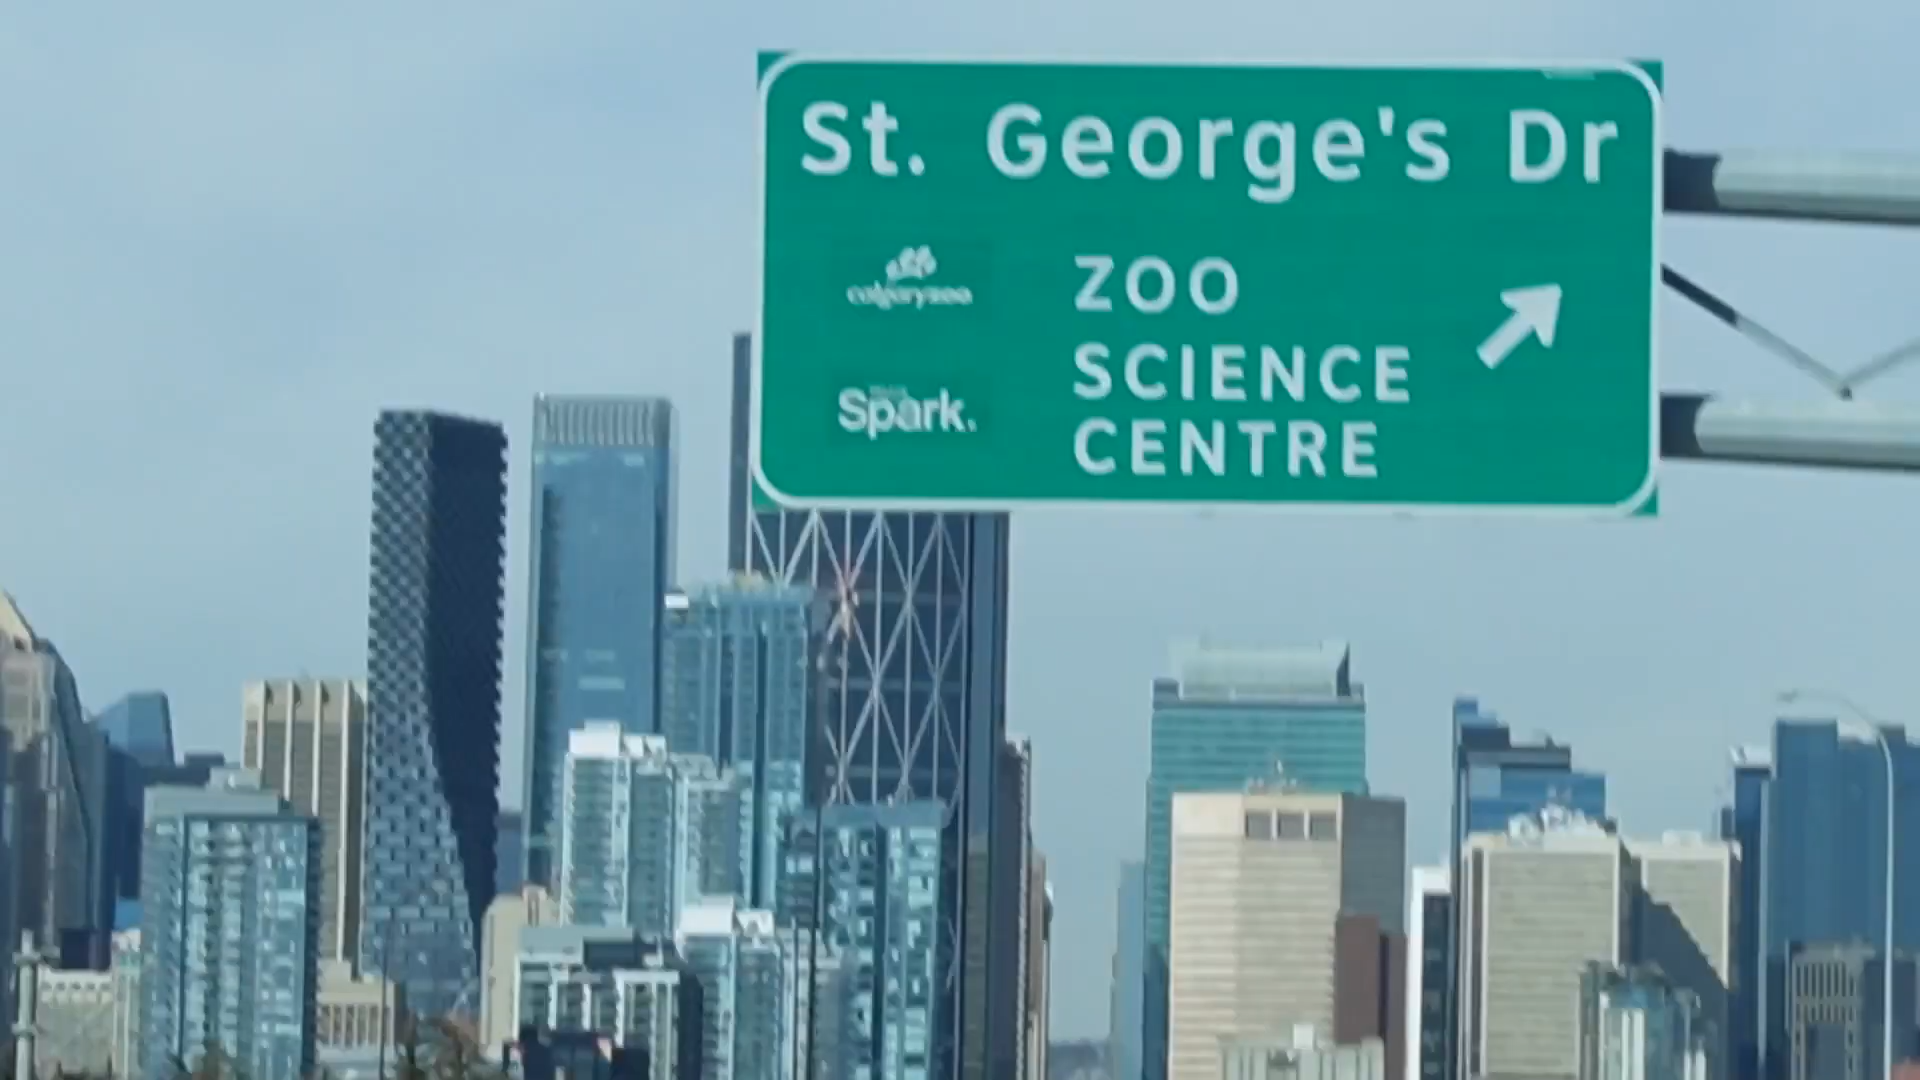 St. George's Dr
calgaryzoo
ZOO
Spark.
SCIENCE
CENTRE